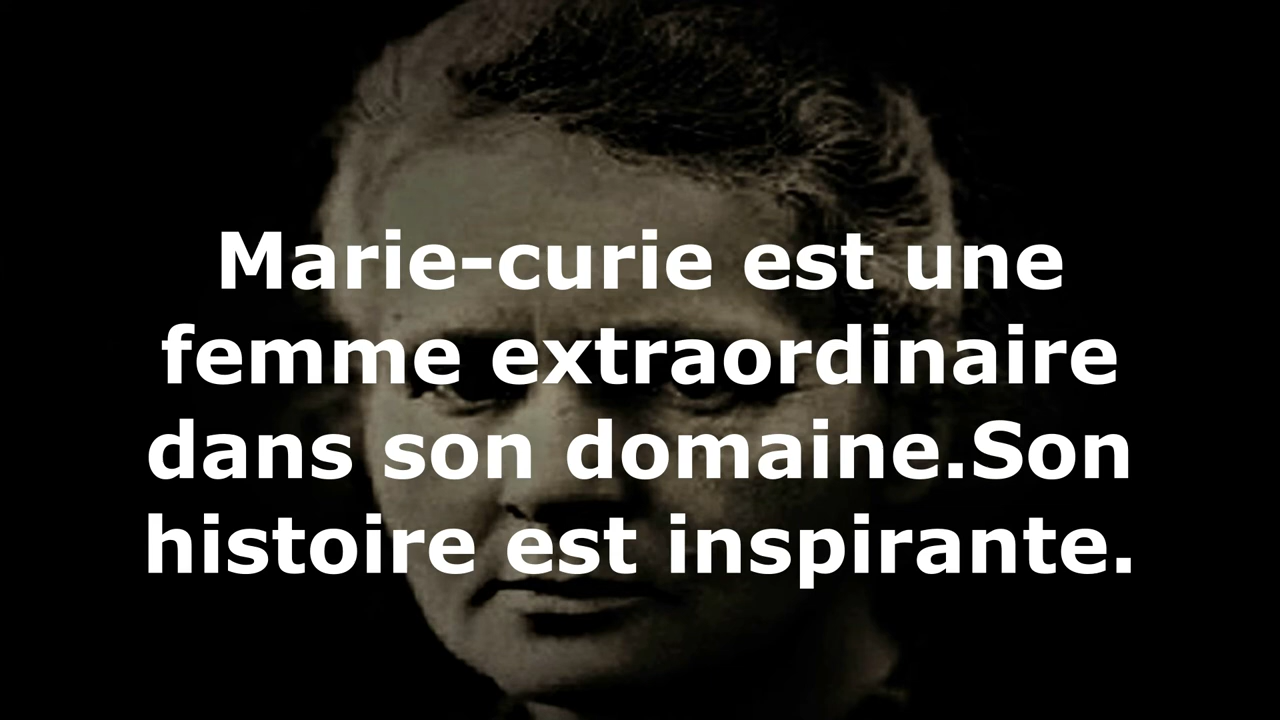 Marie-curie est une
femme extraordinaire
dans son domaine.Son
histoire est inspirante.